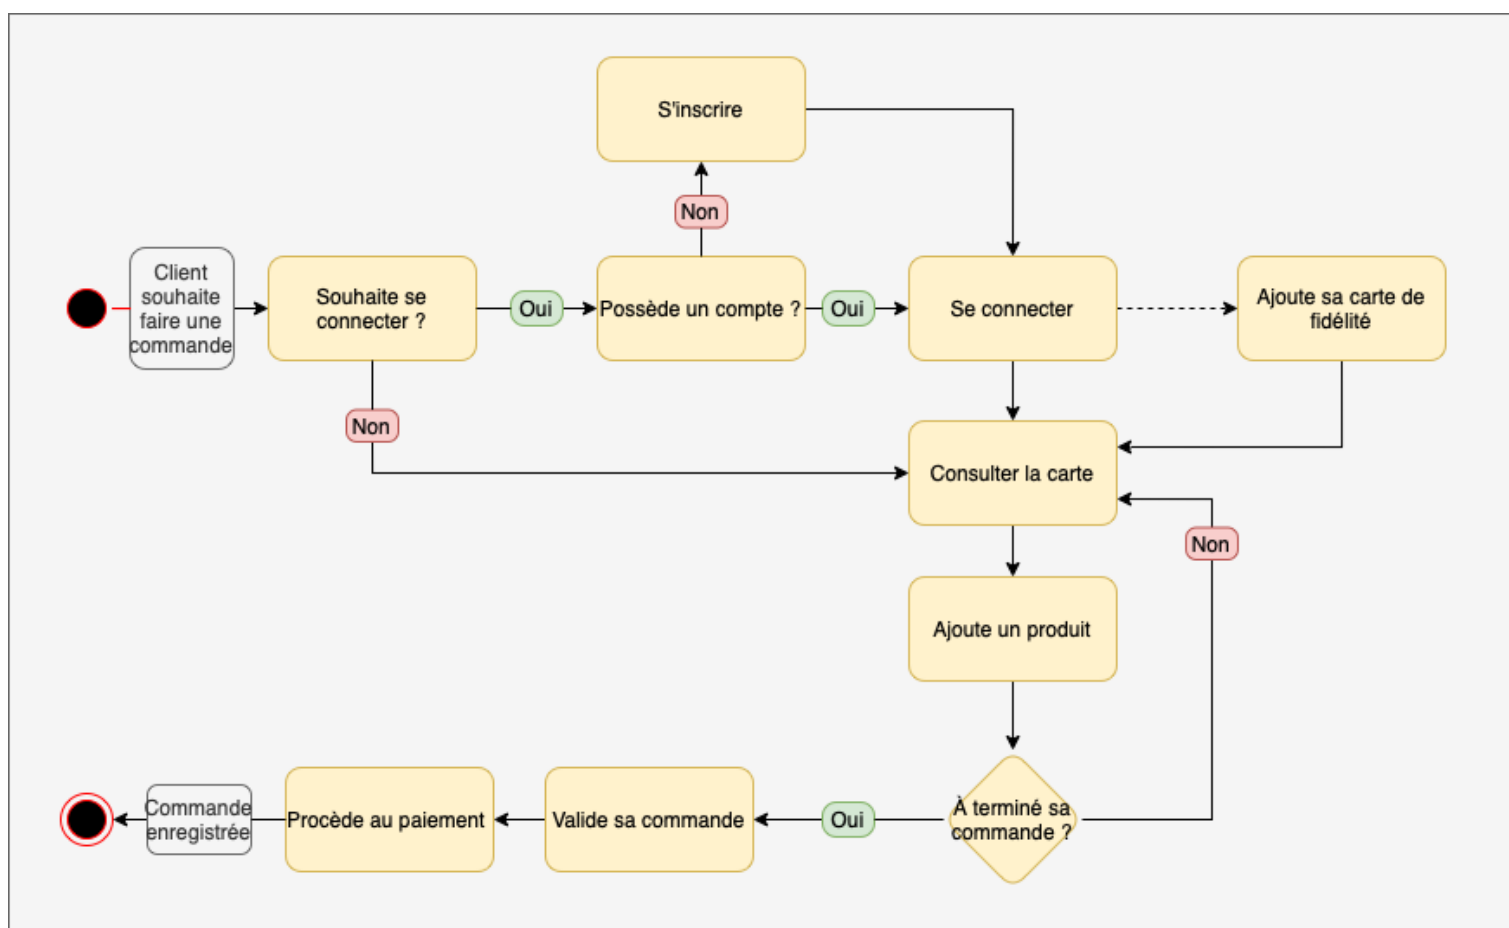 S'inscrire
Non
Client
souhaite
faire une
commande
Souhaite se
connecter ?
Oui
Possède un compte ?
Oui
Se connecter
Ajoute sa carte de
fidélité
Non
Consulter la carte
Non
Ajoute un produit
Commande
enregistrée
Procède au paiement
Valide sa commande
Oui
À terminé sa
commande ?